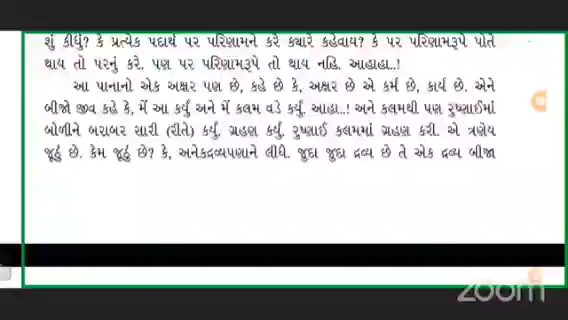 શું કીધું? કે પ્રત્યેક પદાર્થ પર પરિણામને કરે ક્યારે કહેવાય? કે પર પરિણામરૂપે પોતે
થાય તો પરનું કરે. પણ પર પરિણામરૂપે તો થાય નહિ. આહાહા..!
આ પાનાનો એક અક્ષર પણ છે, કહે છે કે, અક્ષર છે એ કર્મ છે, કાર્ય છે. એને
બીજો જીવ કહે કે, મેં આ કર્યું અને મેં કલમ વડે કર્યું. આહા..! અને કલમથી પણ રુષ્ણાઈમાં
બોળીને બરાબર સારી (રીતે) કર્યું, ગ્રહણ કર્યું, રુષ્ણાઈ કલમમાં ગ્રહણ કરી. એ ત્રણેય
જૂઠું છે. કેમ જૂઠું છે? કે, અનેકદ્રવ્યપણાને લીધે. જુદા જુદા દ્રવ્ય છે તે એક દ્રવ્ય બીજા
zoom